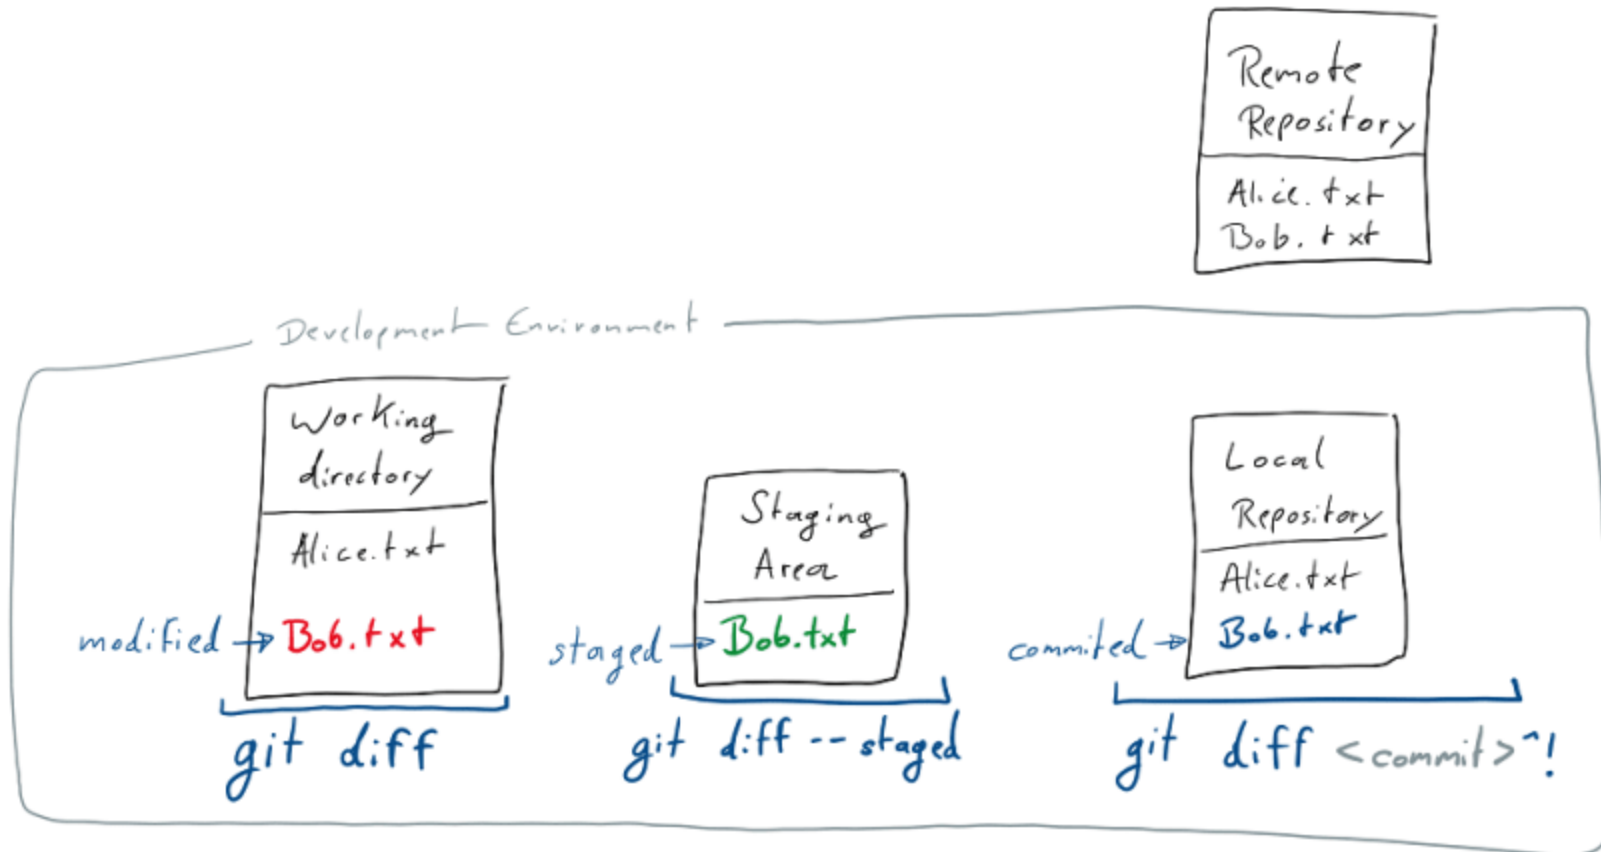 Remote
Repository
Alice.txt
Bob.txt
Development Environment
Working
directory
Alice.txt
modified → Bob.txt
git diff
Staging
Area
staged → Bob.txt
git diff --staged
Local
Repository
Alice.txt
commited → Bob.txt
git diff <commit>^!